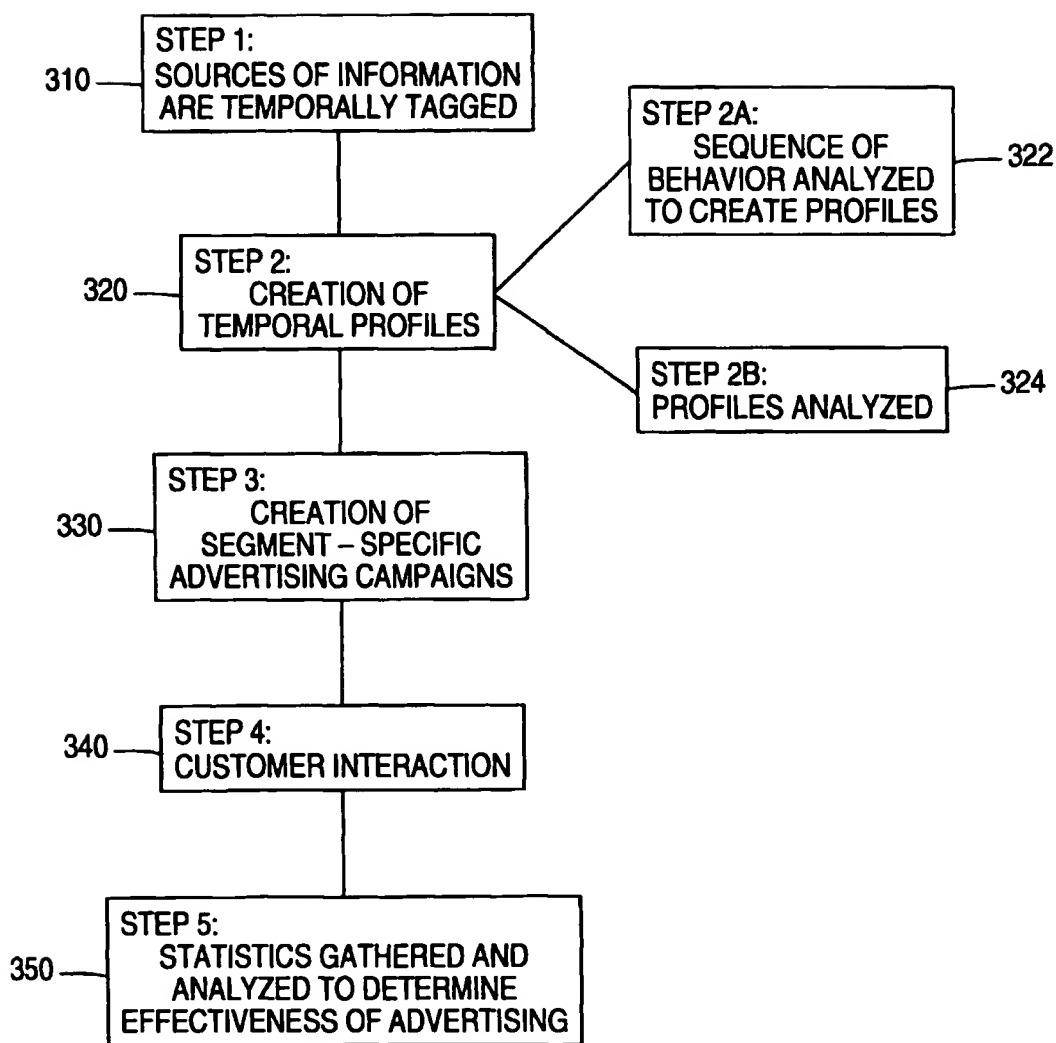 STEP 1:
310
SOURCES OF INFORMATION
ARE TEMPORALLY TAGGED
STEP 2A:
SEQUENCE OF
BEHAVIOR ANALYZED
TO CREATE PROFILES
322
STEP 2:
320
CREATION OF
TEMPORAL PROFILES
STEP 2B:
PROFILES ANALYZED
324
STEP 3:
330
CREATION OF
SEGMENT – SPECIFIC
ADVERTISING CAMPAIGNS
STEP 4:
340
CUSTOMER INTERACTION
STEP 5:
350
STATISTICS GATHERED AND
ANALYZED TO DETERMINE
EFFECTIVENESS OF ADVERTISING